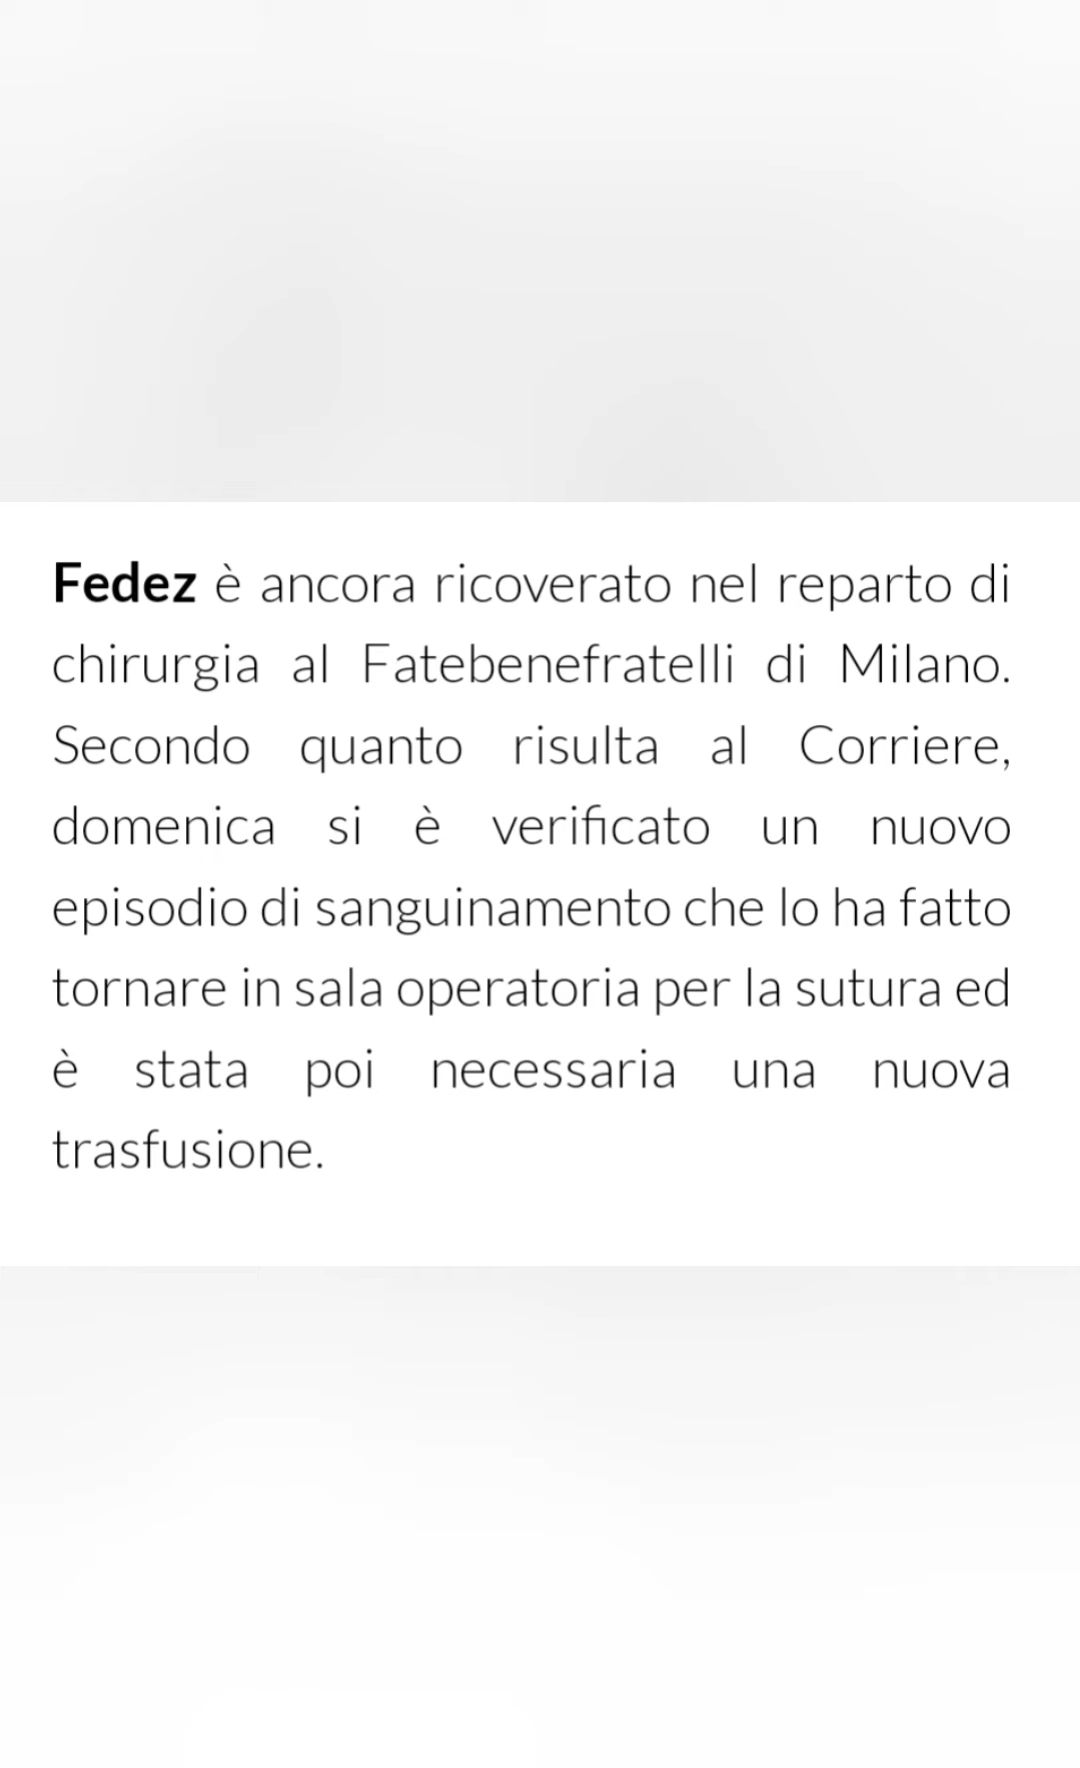 Fedez è ancora ricoverato nel reparto di
chirurgia al Fatebenefratelli di Milano.
Secondo quanto risulta al Corriere,
domenica si è verificato un nuovo
episodio di sanguinamento che lo ha fatto
tornare in sala operatoria per la sutura ed
è stata poi necessaria una nuova
trasfusione.